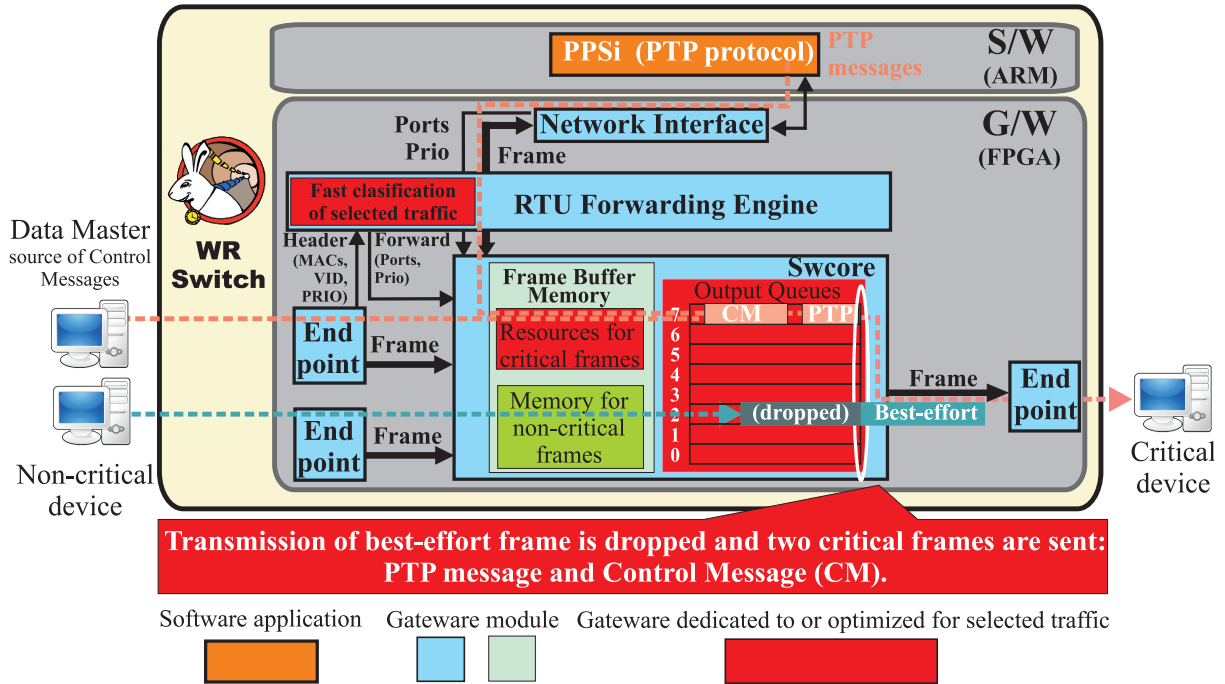 S/W
(ARM)
PPSi (PTP protocol)
PTP
messages
G/W
(FPGA)
Ports
Prio
Network Interface
Frame
Fast clasification
of selected traffic
RTU Forwarding Engine
WR
Switch
Data Master
source of Control
Messages
Header
(MACs,
VID,
PRIO)
Forward
(Ports,
Prio)
Swcore
Frame Buffer
Memory
Output Queues
Resources for
critical frames
7
CM
PTP
6
5
4
3
2
1
0
End
point
Frame
Memory for
non-critical
frames
(dropped)
Best-effort
Frame
End
point
End
point
Frame
Non-critical
device
Critical
device
Transmission of best-effort frame is dropped and two critical frames are sent:
PTP message and Control Message (CM).
Software application
Gateware module
Gateware dedicated to or optimized for selected traffic